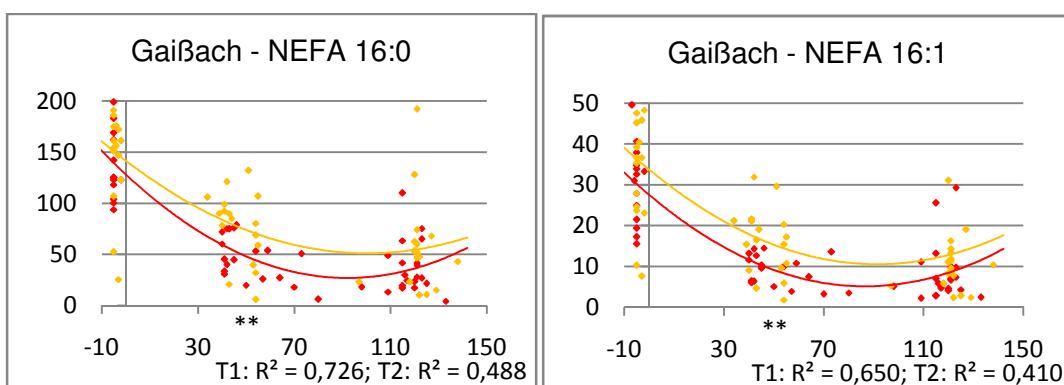 Gaißach - NEFA 16:0
200
150
100
50
0
**
-10 30 70 110 150
T1: R² = 0,726; T2: R² = 0,488
Gaißach - NEFA 16:1
50
40
30
20
10
0
**
-10 30 70 110 150
T1: R² = 0,650; T2: R² = 0,410